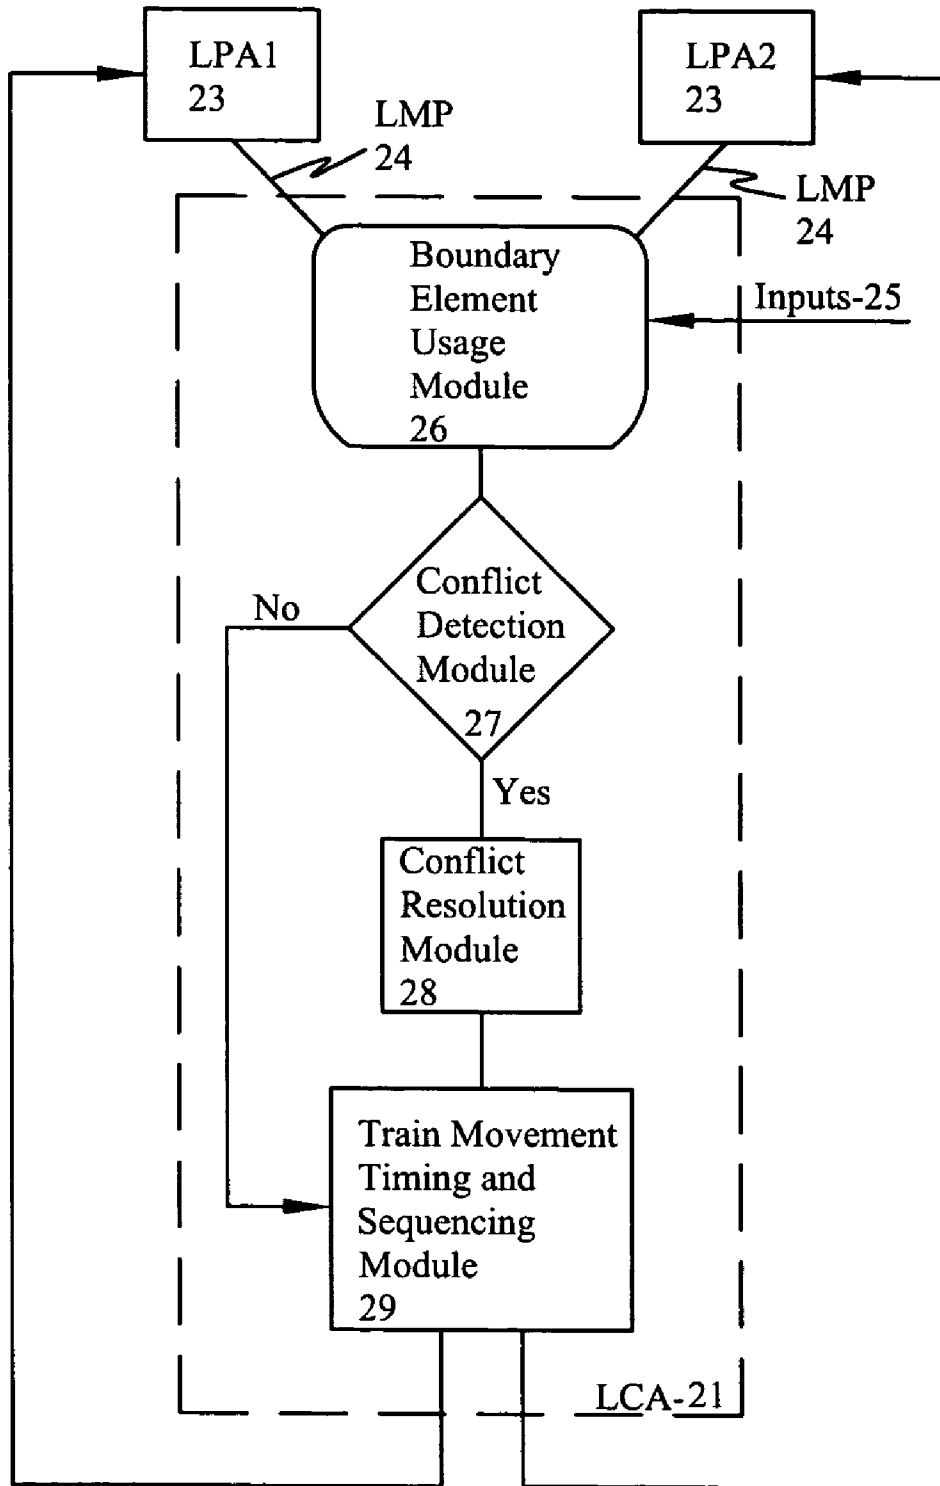 LPA1
23
LPA2
23
LMP
24
LMP
24
Boundary
Element
Usage
Module
26
Inputs-25
Conflict
Detection
Module
27
No
Yes
Conflict
Resolution
Module
28
Train Movement
Timing and
Sequencing
Module
29
LCA-21